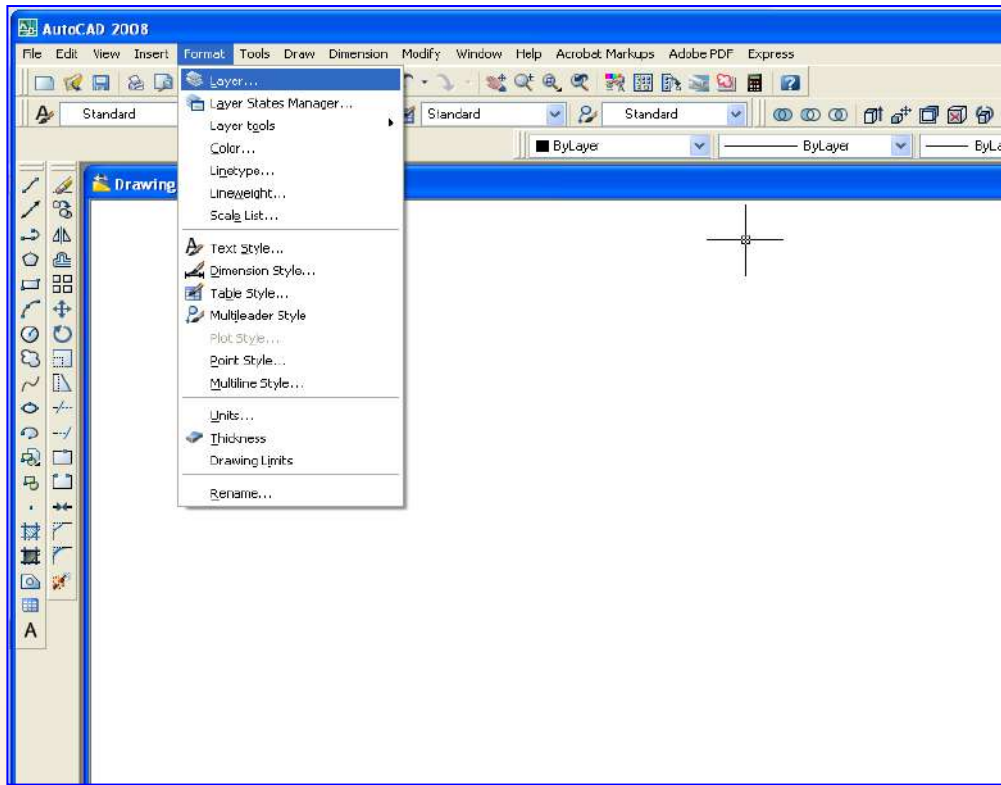 AutoCAD 2008
File Edit View Insert Format Tools Draw Dimension Modify Window Help Acrobat Markups Adobe PDF Express
Standard Standard Standard
ByLayer ByLayer ByLa
Drawing
Layer...
Layer States Manager...
Layer tools
Color...
Linetype...
Lineweight...
Scale List...
Text Style...
Dimension Style...
Table Style...
Multileader Style
Plot Style...
Point Style...
Multiline Style...
Units...
Thickness
Drawing Limits
Rename...
A